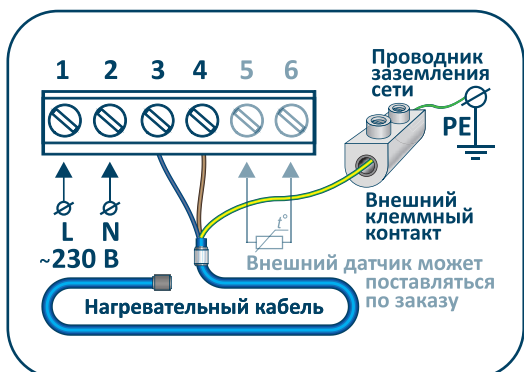 1 2 3 4 5 6
Проводник
заземления
сети
PE
Внешний
клеммный
контакт
L N
~230 В
t°
Внешний датчик может
поставляться
по заказу
Нагревательный кабель